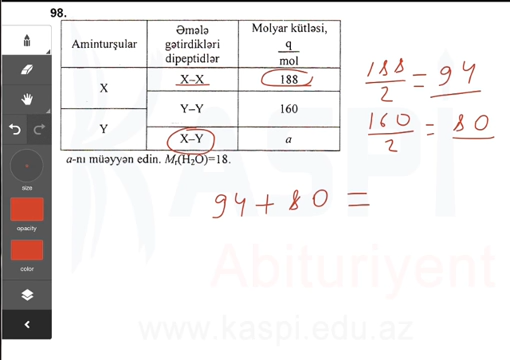 98.
Aminturşular
Əmələ gətirdikləri dipeptidlər
Molyar kütləsi, q/mol
X
X–X
188
Y–Y
160
Y
X–Y
a
a-nı müəyyən edin. Mr(H2O)=18.
188/2 = 94
160/2 = 80
94 + 80 =
size
opacity
color
KASPI
Abituriyent
www.kaspi.edu.az